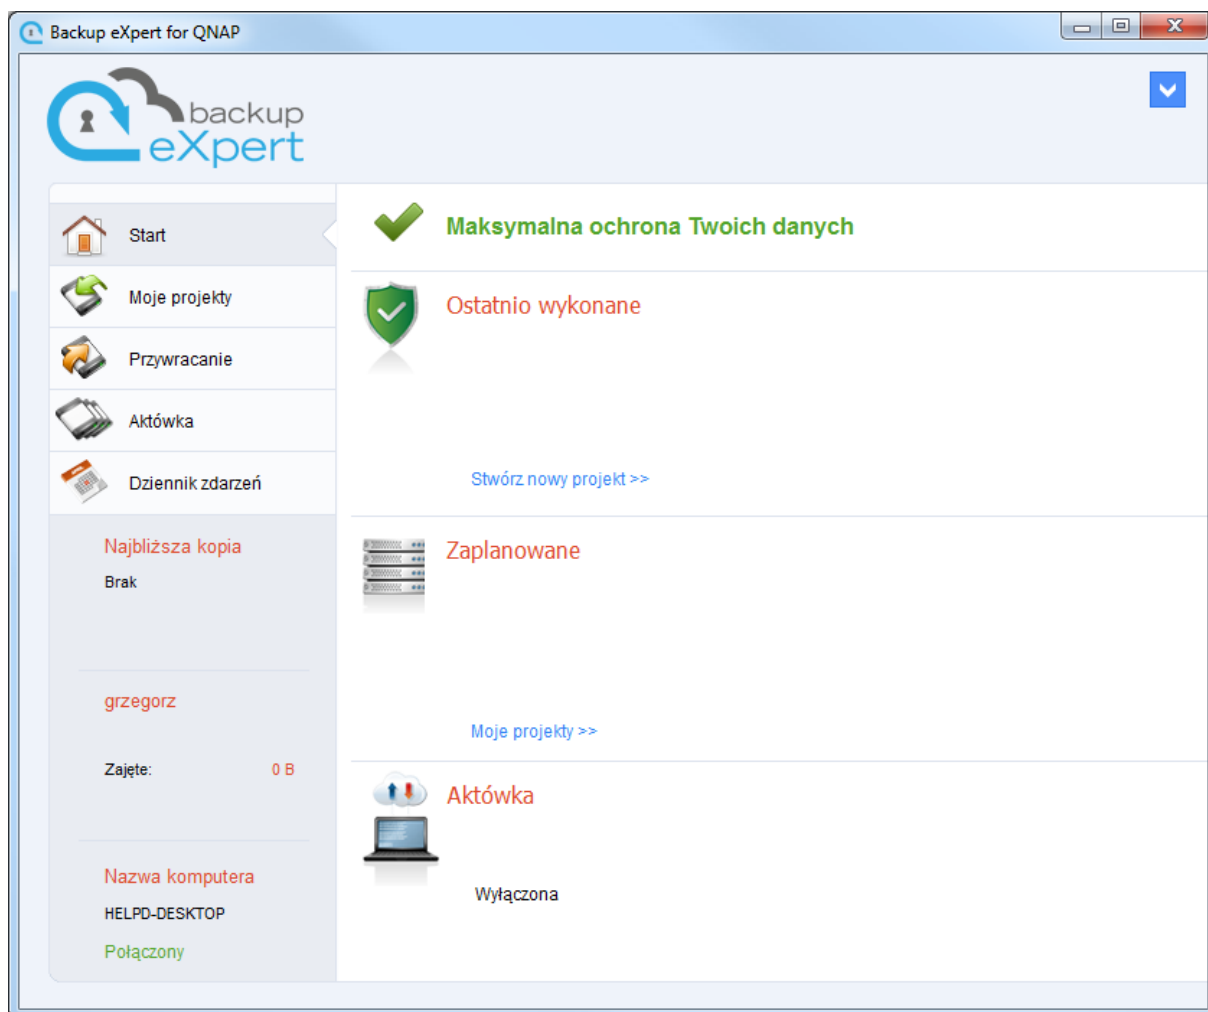 Backup eXpert for QNAP
backup
eXpert
Start
Moje projekty
Przywracanie
Aktówka
Dziennik zdarzeń
Najbliższa kopia
Brak
grzegorz
Zajęte: 0 B
Nazwa komputera
HELPD-DESKTOP
Połączony
Maksymalna ochrona Twoich danych
Ostatnio wykonane
Stwórz nowy projekt >>
Zaplanowane
Moje projekty >>
Aktówka
Wyłączona